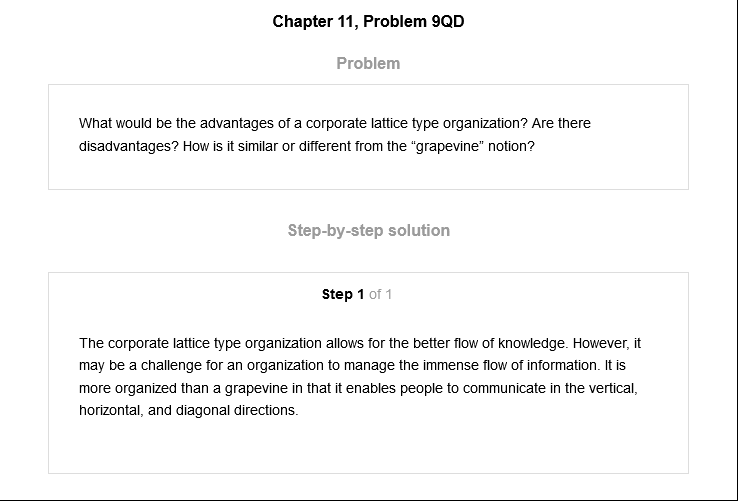 Chapter 11, Problem 9QD
Problem
What would be the advantages of a corporate lattice type organization? Are there
disadvantages? How is it similar or different from the “grapevine” notion?
Step-by-step solution
Step 1 of 1
The corporate lattice type organization allows for the better flow of knowledge. However, it
may be a challenge for an organization to manage the immense flow of information. It is
more organized than a grapevine in that it enables people to communicate in the vertical,
horizontal, and diagonal directions.